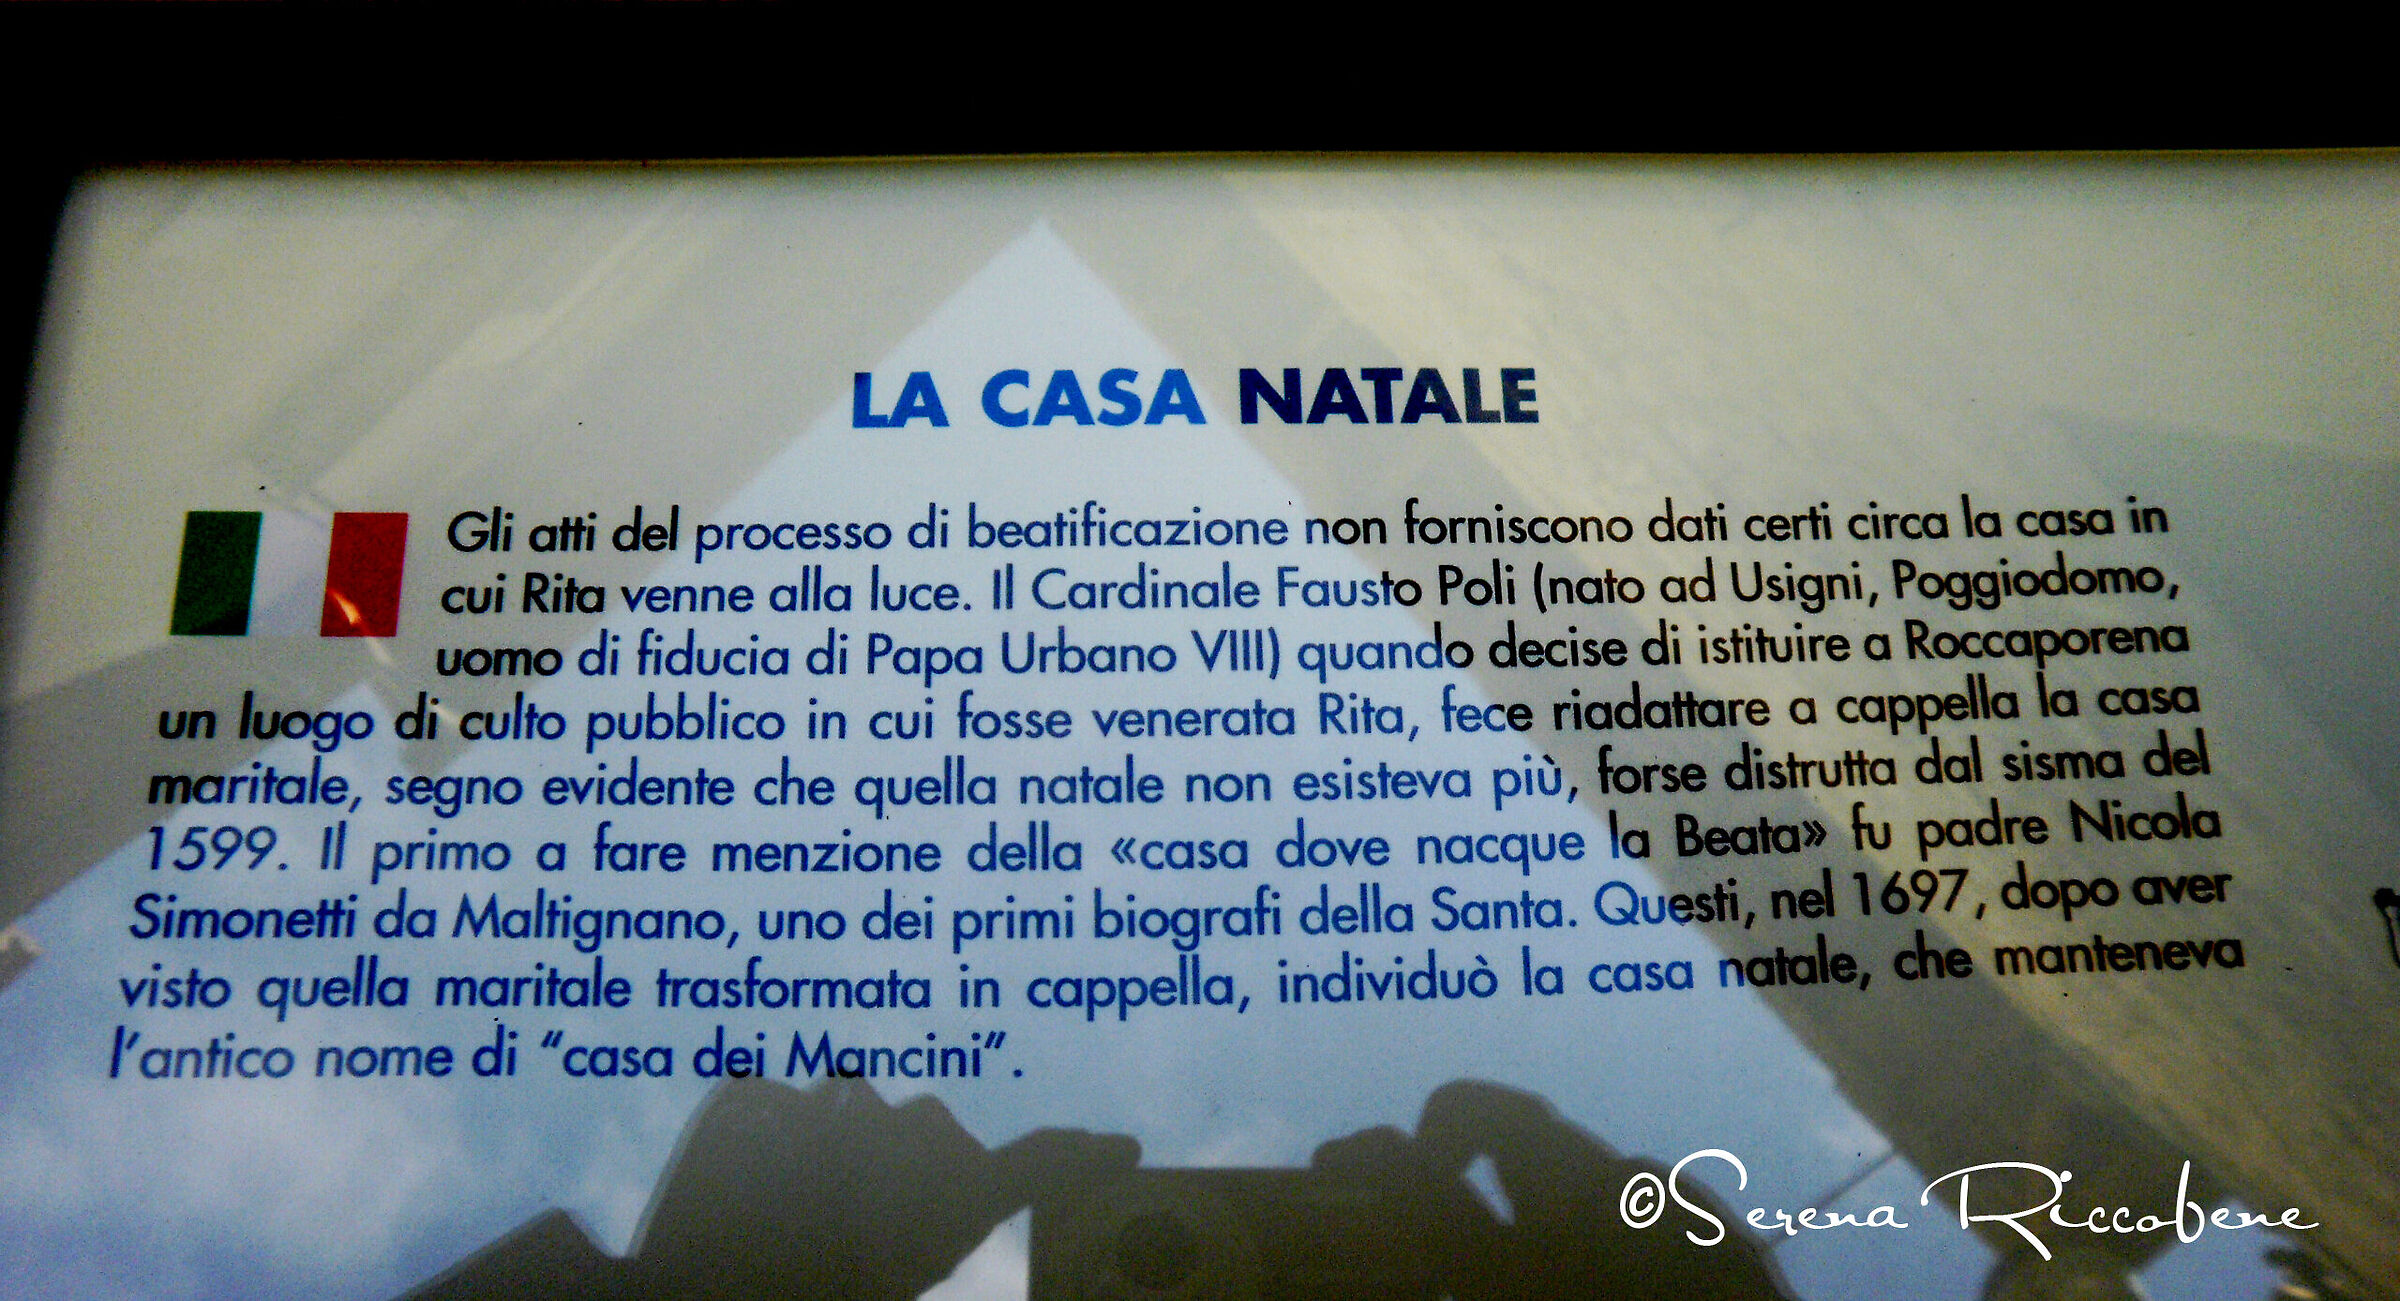 LA CASA NATALE
Gli atti del processo di beatificazione non forniscono dati certi circa la casa in
cui Rita venne alla luce. Il Cardinale Fausto Poli (nato ad Usigni, Poggiodomo,
uomo di fiducia di Papa Urbano VIII) quando decise di istituire a Roccaporena
un luogo di culto pubblico in cui fosse venerata Rita, fece riadattare a cappella la casa
maritale, segno evidente che quella natale non esisteva più, forse distrutta dal sisma del
1599. Il primo a fare menzione della «casa dove nacque la Beata» fu padre Nicola
Simonetti da Maltignano, uno dei primi biografi della Santa. Questi, nel 1697, dopo aver
visto quella maritale trasformata in cappella, individuò la casa natale, che manteneva
l'antico nome di "casa dei Mancini".
©Serena Riccobene